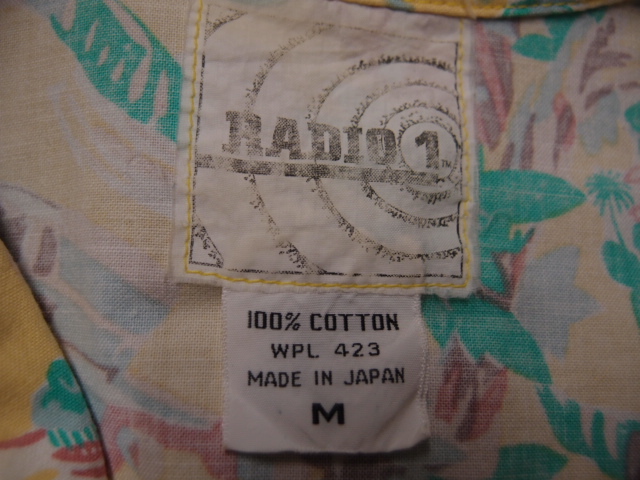 RADIO 1
100% COTTON
WPL 423
MADE IN JAPAN
M